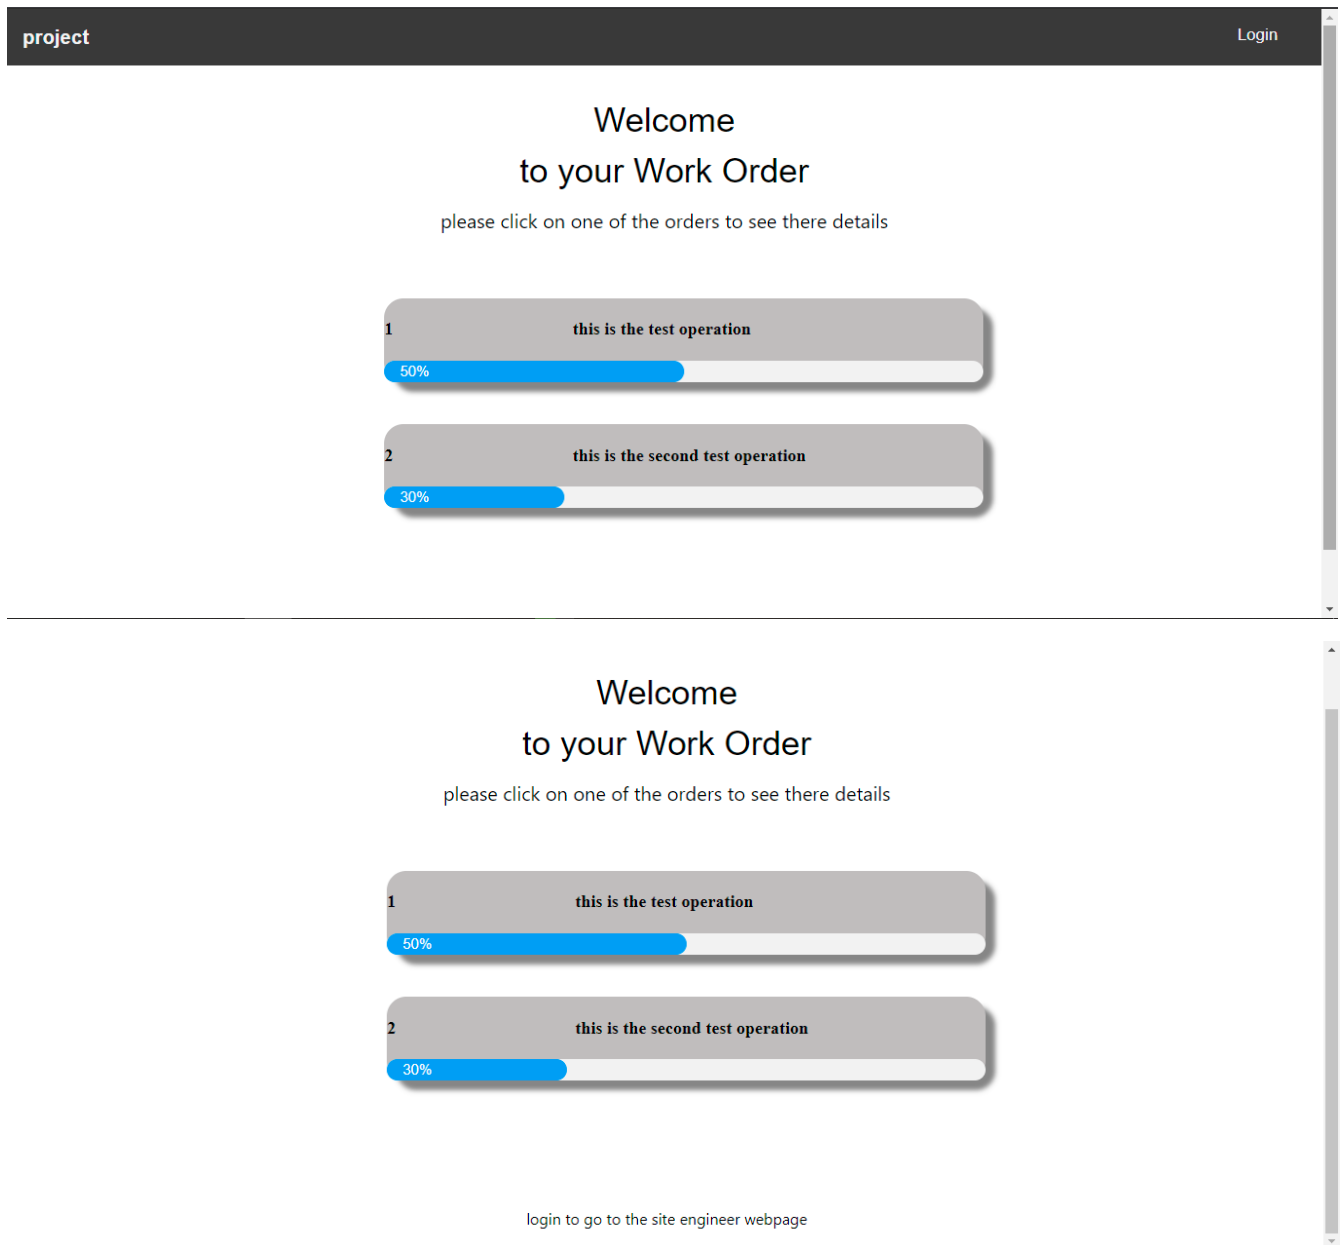 project
Login
Welcome
to your Work Order
please click on one of the orders to see there details
1 this is the test operation
50%
2 this is the second test operation
30%
Welcome
to your Work Order
please click on one of the orders to see there details
1 this is the test operation
50%
2 this is the second test operation
30%
login to go to the site engineer webpage